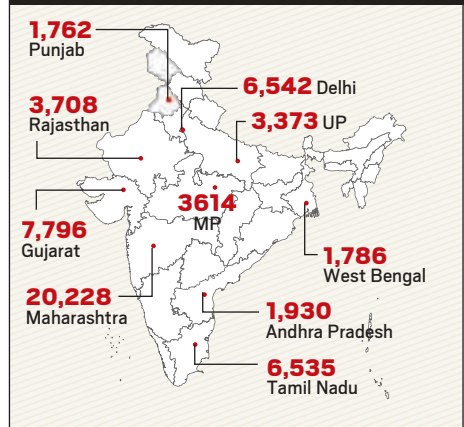 1,762
Punjab
6,542 Delhi
3,708
Rajasthan
3,373 UP
3614
MP
7,796
Gujarat
1,786
West Bengal
20,228
Maharashtra
1,930
Andhra Pradesh
6,535
Tamil Nadu